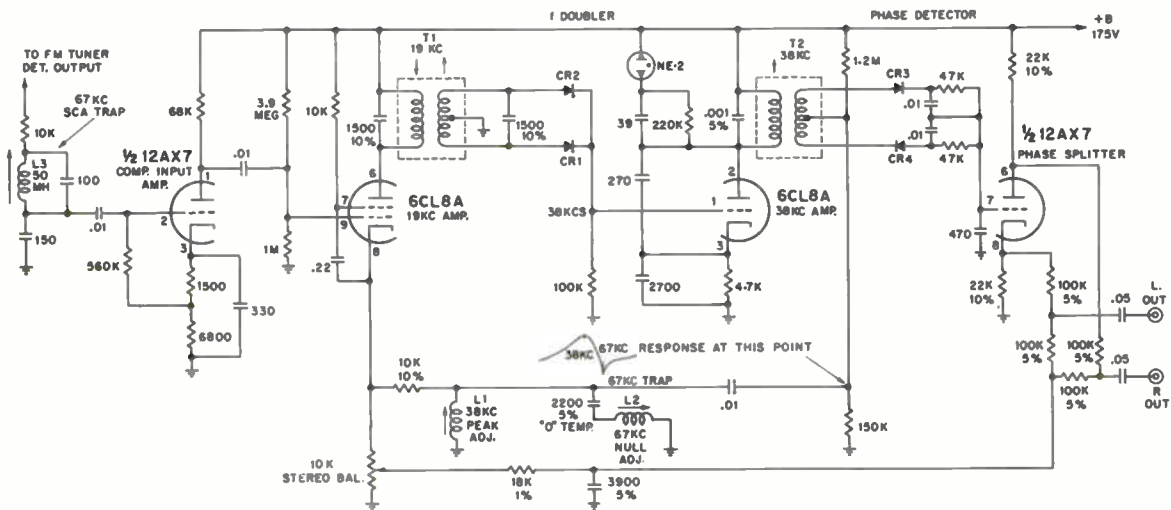 f DOUBLER
PHASE DETECTOR
+B
175V
TO FM TUNER
DET. OUTPUT
67KC
SCA TRAP
10K
L3
50
MH
100
150
.01
½ 12AX7
COMP. INPUT
AMP.
68K
1
2
3
560K
1500
6800
330
.01
3.9
MEG
1M
10K
.22
T1
19 KC
1500
10%
1500
10%
6
7
9
8
6CL8A
19KC AMP.
CR2
CR1
38KCS
100K
NE-2
39
220K
270
2700
.001
5%
2
1
3
6CL8A
38KC AMP.
4.7K
T2
38KC
1.2M
CR3
CR4
47K
.01
.01
47K
22K
10%
½ 12AX7
PHASE SPLITTER
6
7
8
470
22K
10%
100K
5%
100K
5%
100K
5%
100K
5%
.05
L.
OUT
.05
R
OUT
38KC
67KC
RESPONSE AT THIS POINT
10K
10%
67KC TRAP
L1
38KC
PEAK
ADJ.
2200
5%
"O" TEMP.
L2
67KC
NULL
ADJ.
.01
150K
10K
STEREO BAL.
18K
1%
3900
5%